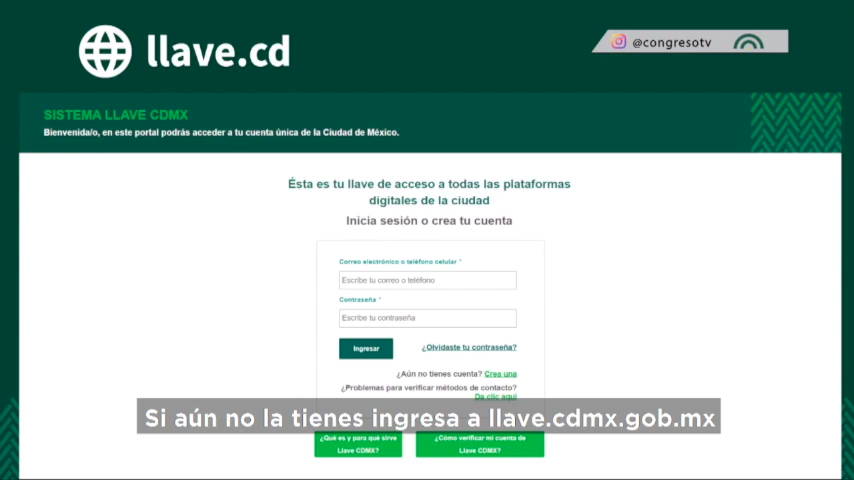 llave.cd
@congresotv
SISTEMA LLAVE CDMX
Bienvenida/o, en este portal podrás acceder a tu cuenta única de la Ciudad de México.
Ésta es tu llave de acceso a todas las plataformas
digitales de la ciudad
Inicia sesión o crea tu cuenta
Correo electrónico o teléfono celular *
Escribe tu correo o teléfono
Contraseña *
Escribe tu contraseña
Ingresar
¿Olvidaste tu contraseña?
¿Aún no tienes cuenta? Crea una
¿Problemas para verificar métodos de contacto?
Da clic aquí
Si aún no la tienes ingresa a llave.cdmx.gob.mx
¿Qué es y para qué sirve
Llave CDMX?
¿Cómo verificar mi cuenta de
Llave CDMX?